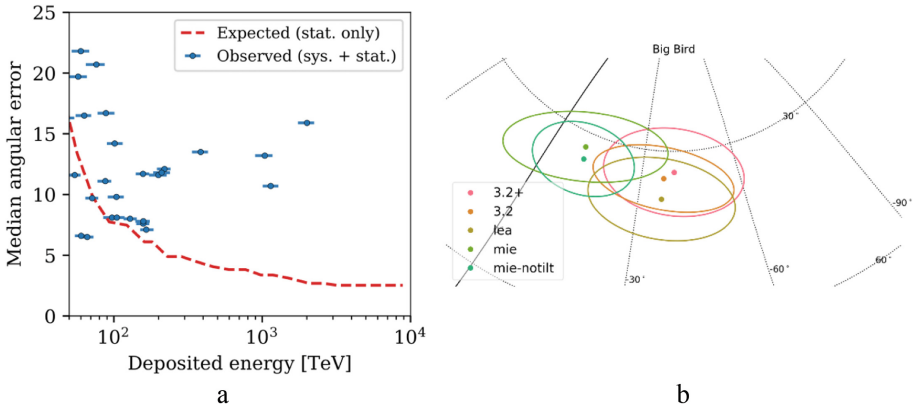 25
20
15
10
5
0
Median angular error
Expected (stat. only)
Observed (sys. + stat.)
10²
10³
10⁴
Deposited energy [TeV]
a
Big Bird
30°
-90°
60°
-60°
-30°
3.2+
3.2
lea
mie
mie-notilt
b